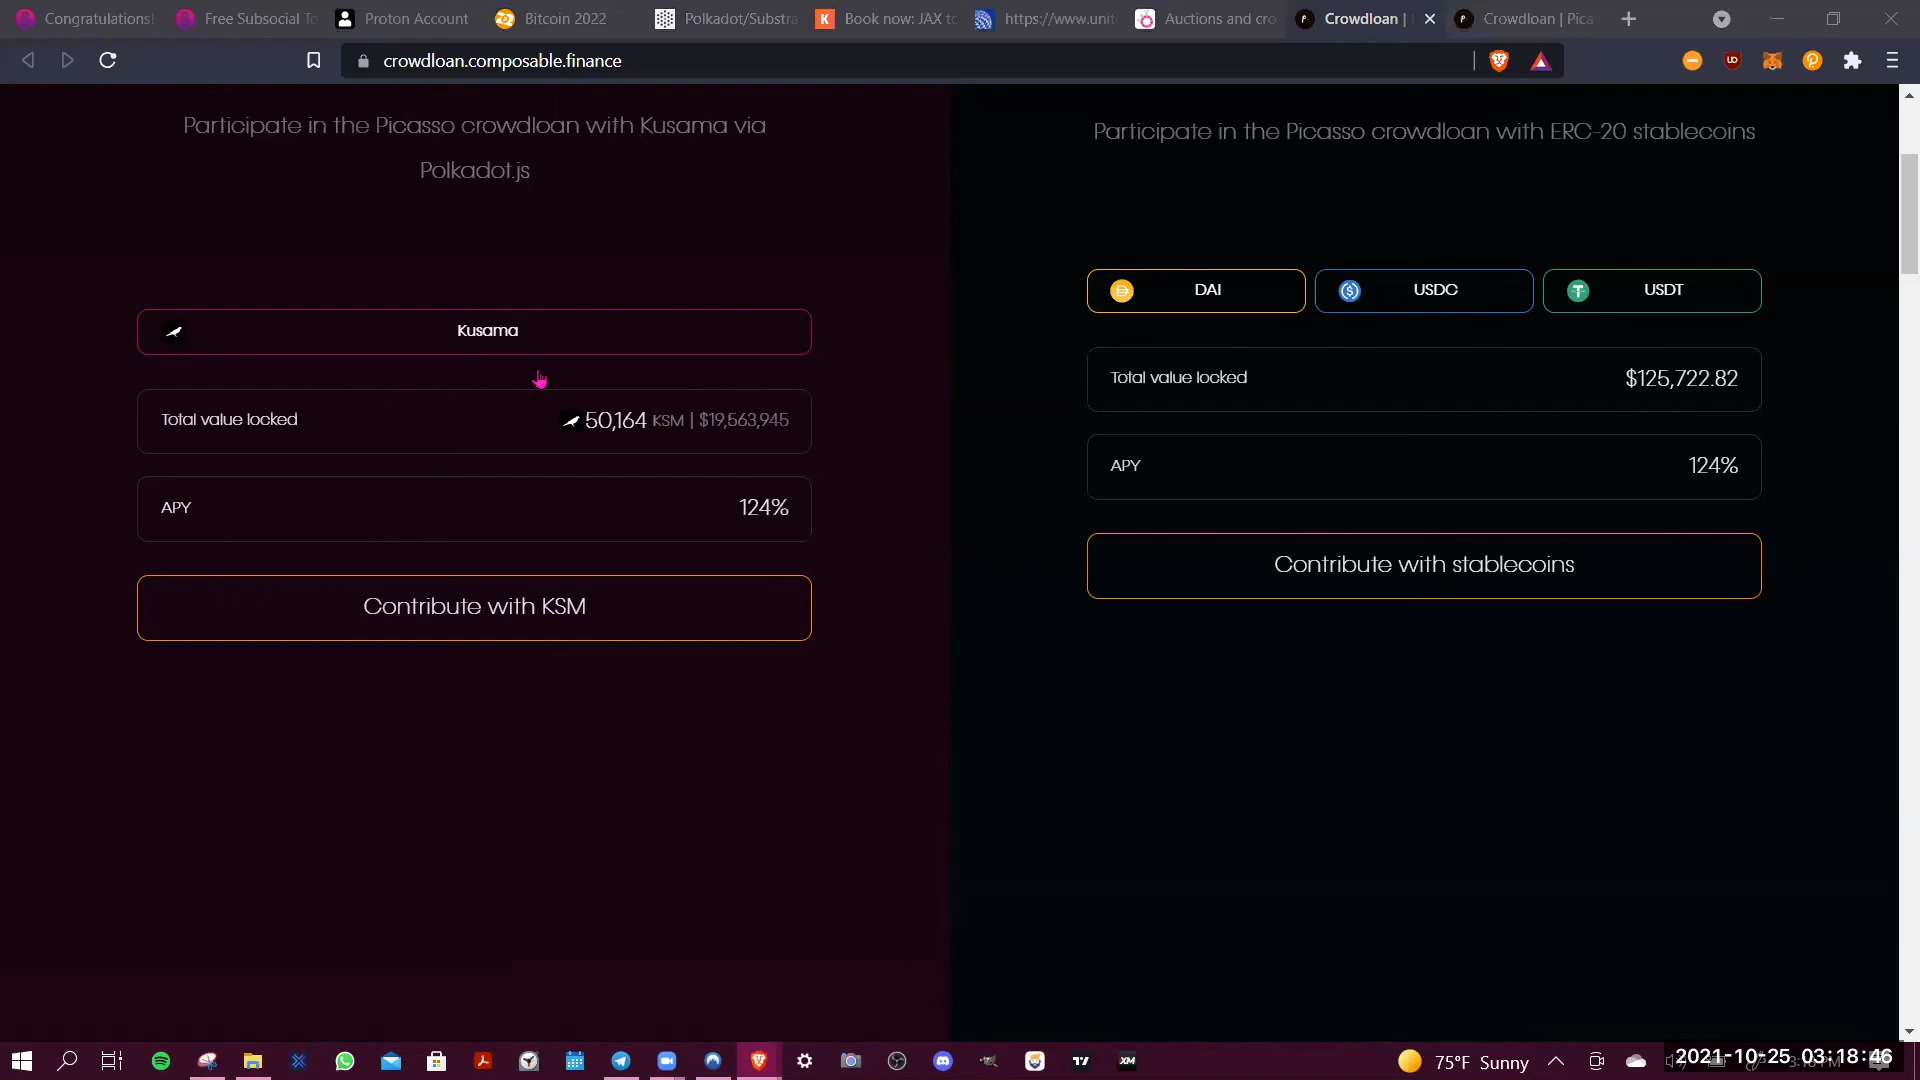 Congratulations!
Free Subsocial To
Proton Account
Bitcoin 2022
Polkadot/Substra
Book now: JAX to
https://www.unit
Auctions and cro
Crowdloan |
Crowdloan | Pica
crowdloan.composable.finance
Participate in the Picasso crowdloan with Kusama via
Polkadot.js
Kusama
Total value locked
50,164 KSM | $19,563,945
APY
124%
Contribute with KSM
Participate in the Picasso crowdloan with ERC-20 stablecoins
DAI
USDC
USDT
Total value locked
$125,722.82
APY
124%
Contribute with stablecoins
75°F Sunny
2021-10-25 03:18:46